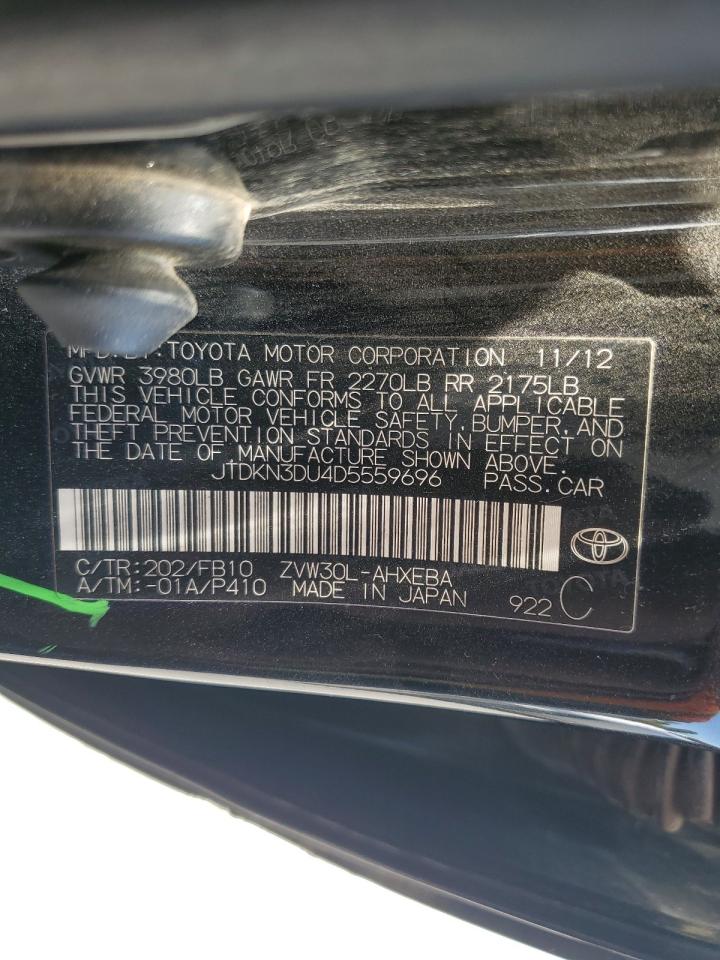 TOYOTA MOTOR CORPORATION 11/12
GVWR 3980LB GAWR FR 2270LB RR 2175LB
THIS VEHICLE CONFORMS TO ALL APPLICABLE
FEDERAL MOTOR VEHICLE SAFETY, BUMPER, AND
THEFT PREVENTION STANDARDS IN EFFECT ON
THE DATE OF MANUFACTURE SHOWN ABOVE.
JTDKN3DU4D5559696 PASS.CAR
C/TR:202/FB10 ZVW30L-AHXEBA
A/TM:-01A/P410 MADE IN JAPAN 922 C